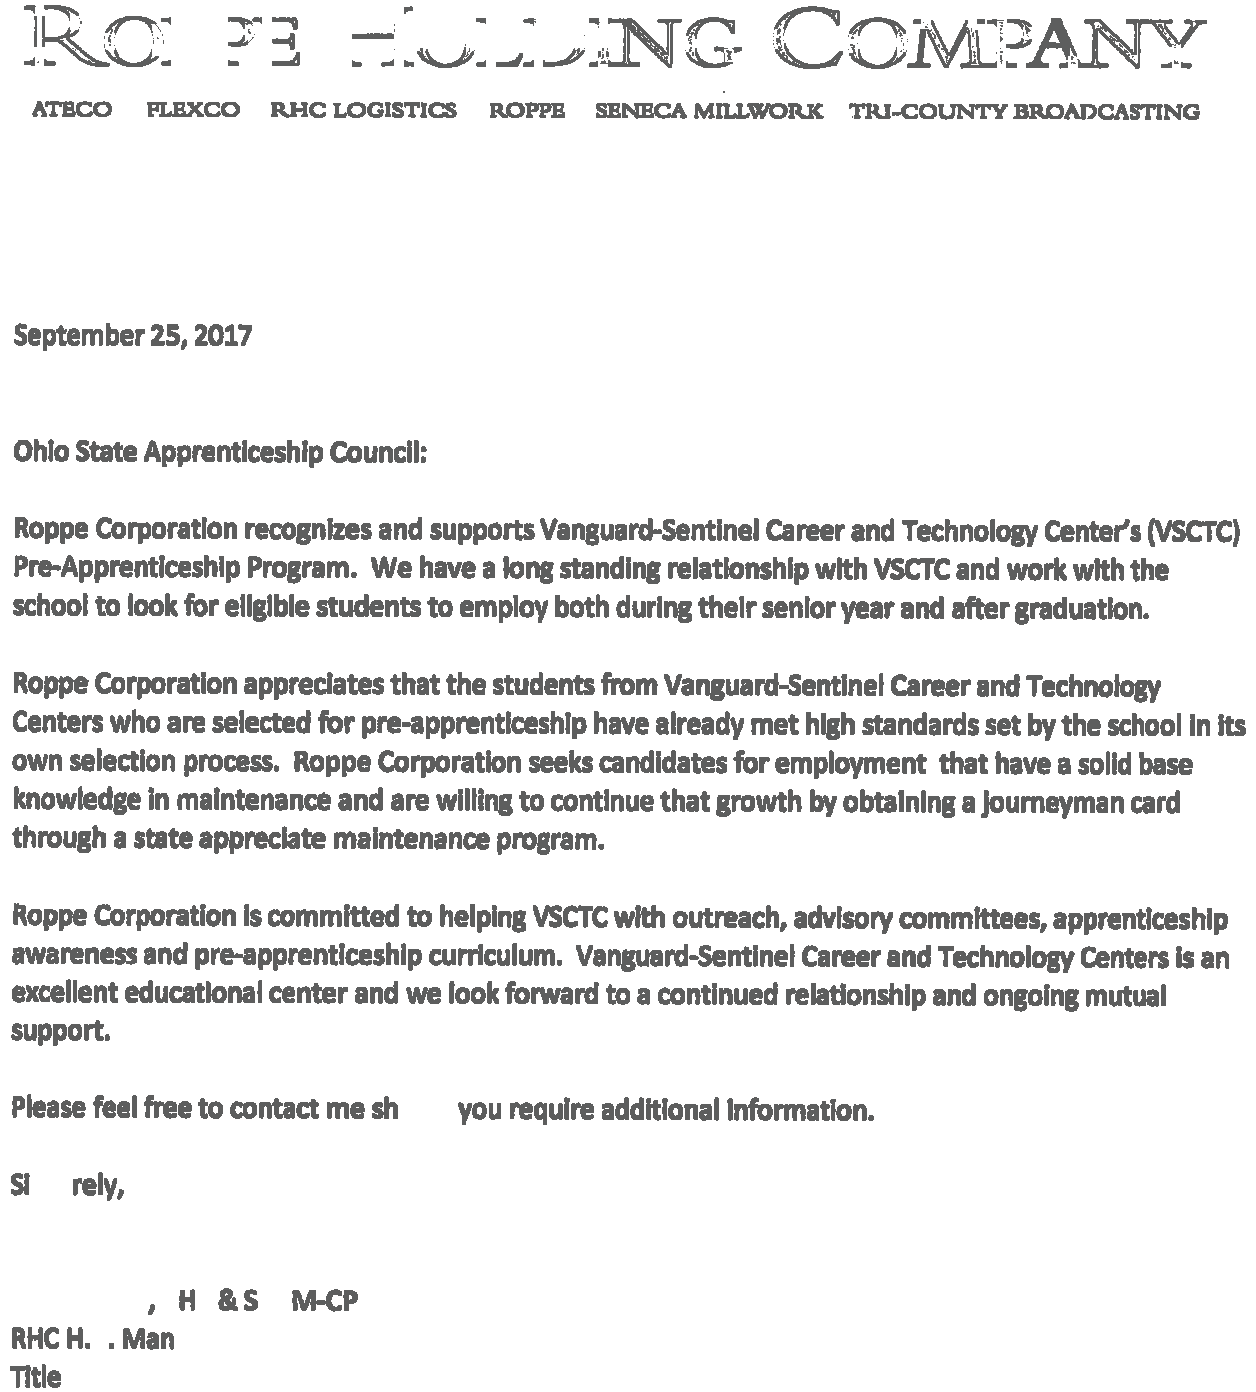 ROPPE HOLDING COMPANY
ATECO FLEXCO RHC LOGISTICS ROPPE SENECA MILLWORK TRI-COUNTY BROADCASTING
September 25, 2017
Ohio State Apprenticeship Council:
Roppe Corporation recognizes and supports Vanguard-Sentinel Career and Technology Center's (VSCTC)
Pre-Apprenticeship Program. We have a long standing relationship with VSCTC and work with the
school to look for eligible students to employ both during their senior year and after graduation.
Roppe Corporation appreciates that the students from Vanguard-Sentinel Career and Technology
Centers who are selected for pre-apprenticeship have already met high standards set by the school in its
own selection process. Roppe Corporation seeks candidates for employment that have a solid base
knowledge in maintenance and are willing to continue that growth by obtaining a journeyman card
through a state appreciate maintenance program.
Roppe Corporation is committed to helping VSCTC with outreach, advisory committees, apprenticeship
awareness and pre-apprenticeship curriculum. Vanguard-Sentinel Career and Technology Centers is an
excellent educational center and we look forward to a continued relationship and ongoing mutual
support.
Please feel free to contact me sh you require additional information.
Si rely,
, H & S M-CP
RHC H. . Man
Title